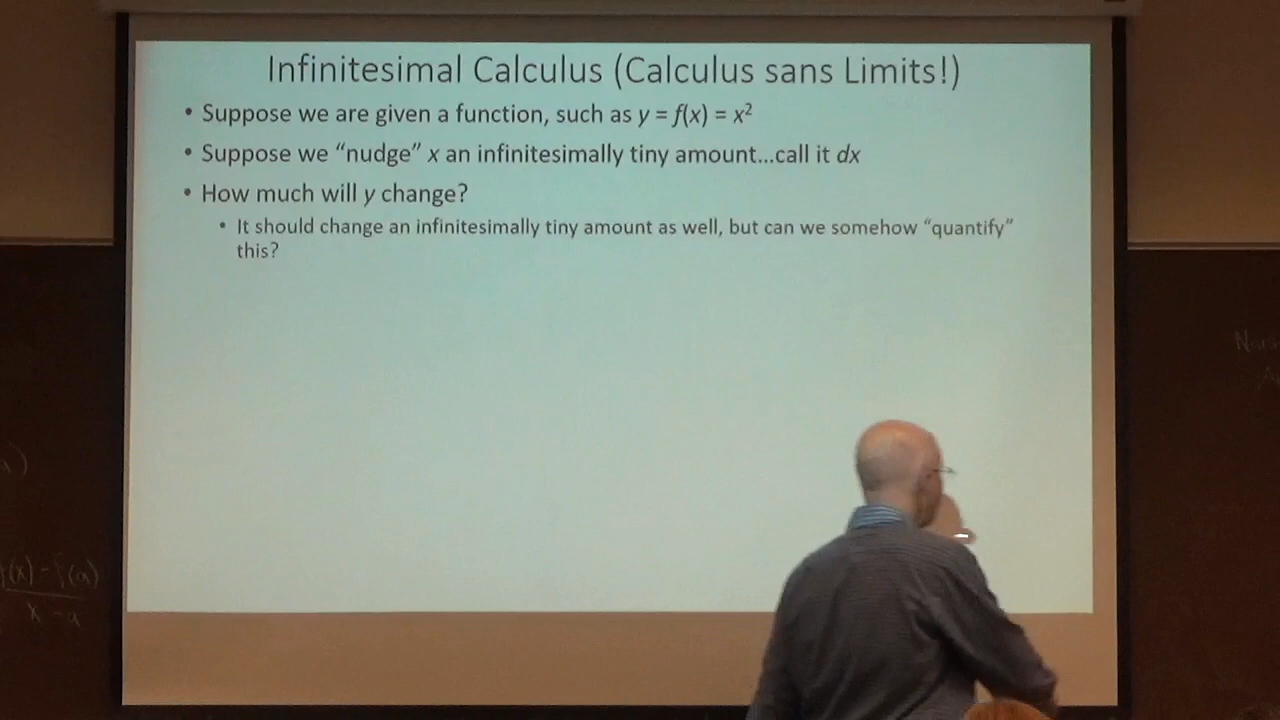 Infinitesimal Calculus (Calculus sans Limits!)
• Suppose we are given a function, such as y = f(x) = x²
• Suppose we “nudge” x an infinitesimally tiny amount...call it dx
• How much will y change?
• It should change an infinitesimally tiny amount as well, but can we somehow “quantify”
this?
f(x) - f(a)
x - a